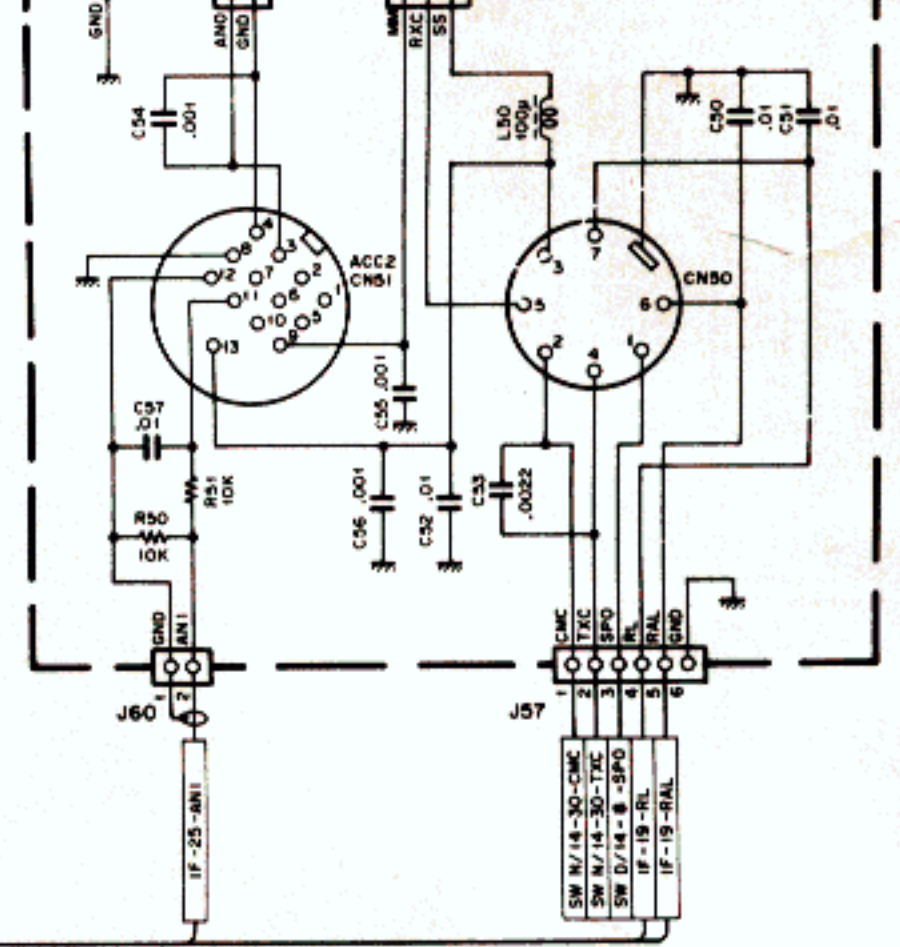 GND
AND
GND
MM
RXC
SS
C54
.001
L50
100μ
C50
.01
C51
.01
4
8
3
12
7
2
11
6
1
10
5
13
9
ACC2
CN51
3
7
5
6
2
4
1
CN50
C57
.01
R51
10K
R50
10K
C55 .001
C56 .001
C52 .01
C53
.0022
GND
AN1
CMC
TXC
SPO
RL
RAL
GND
1
2
J60
1
2
3
4
5
6
J57
IF-25-AN1
SW N/14-30-CMC
SW N/14-30-TXC
SW D/14-8-SPO
IF-19-RL
IF-19-RAL